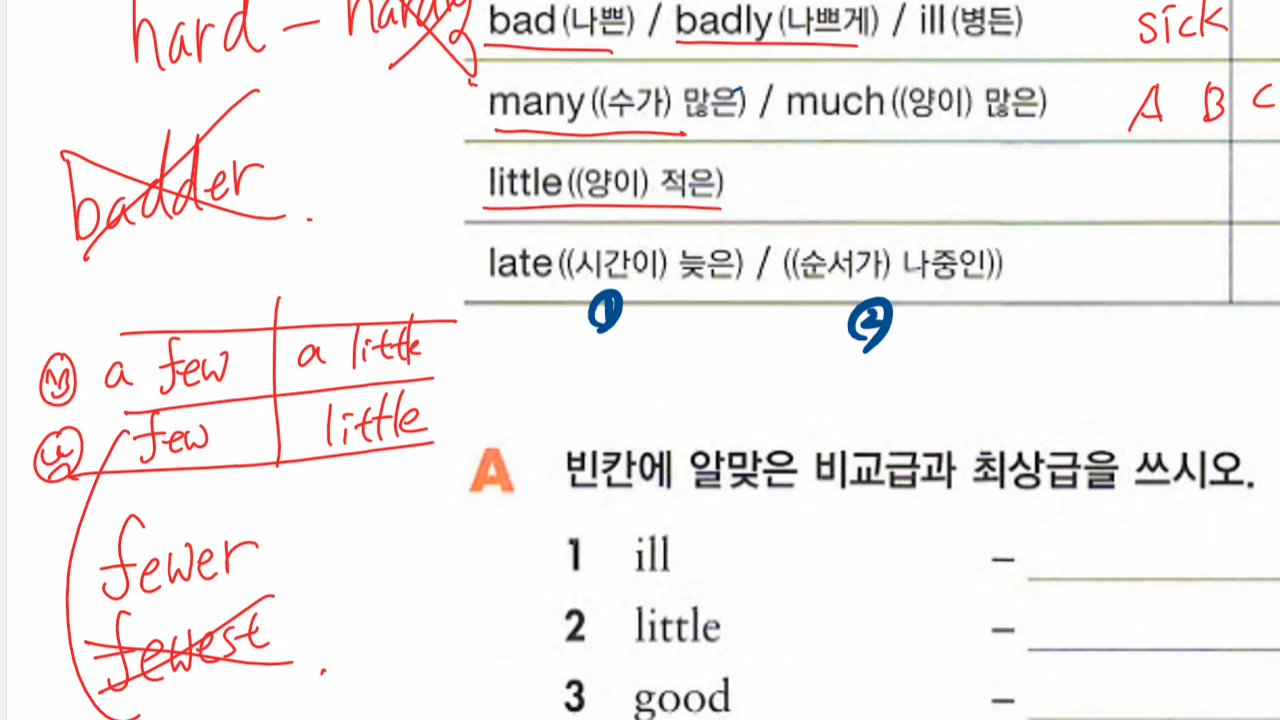 hard –
bad (나쁜) / badly (나쁘게) / ill (병든) sick
many ((수가) 많은) / much ((양이) 많은) A B C
badder.
little ((양이) 적은)
late ((시간이) 늦은) / ((순서가) 나중인))
① ②
a few a little
few little
A 빈칸에 알맞은 비교급과 최상급을 쓰시오.
fewer
1 ill –
fewest.
2 little –
3 good –